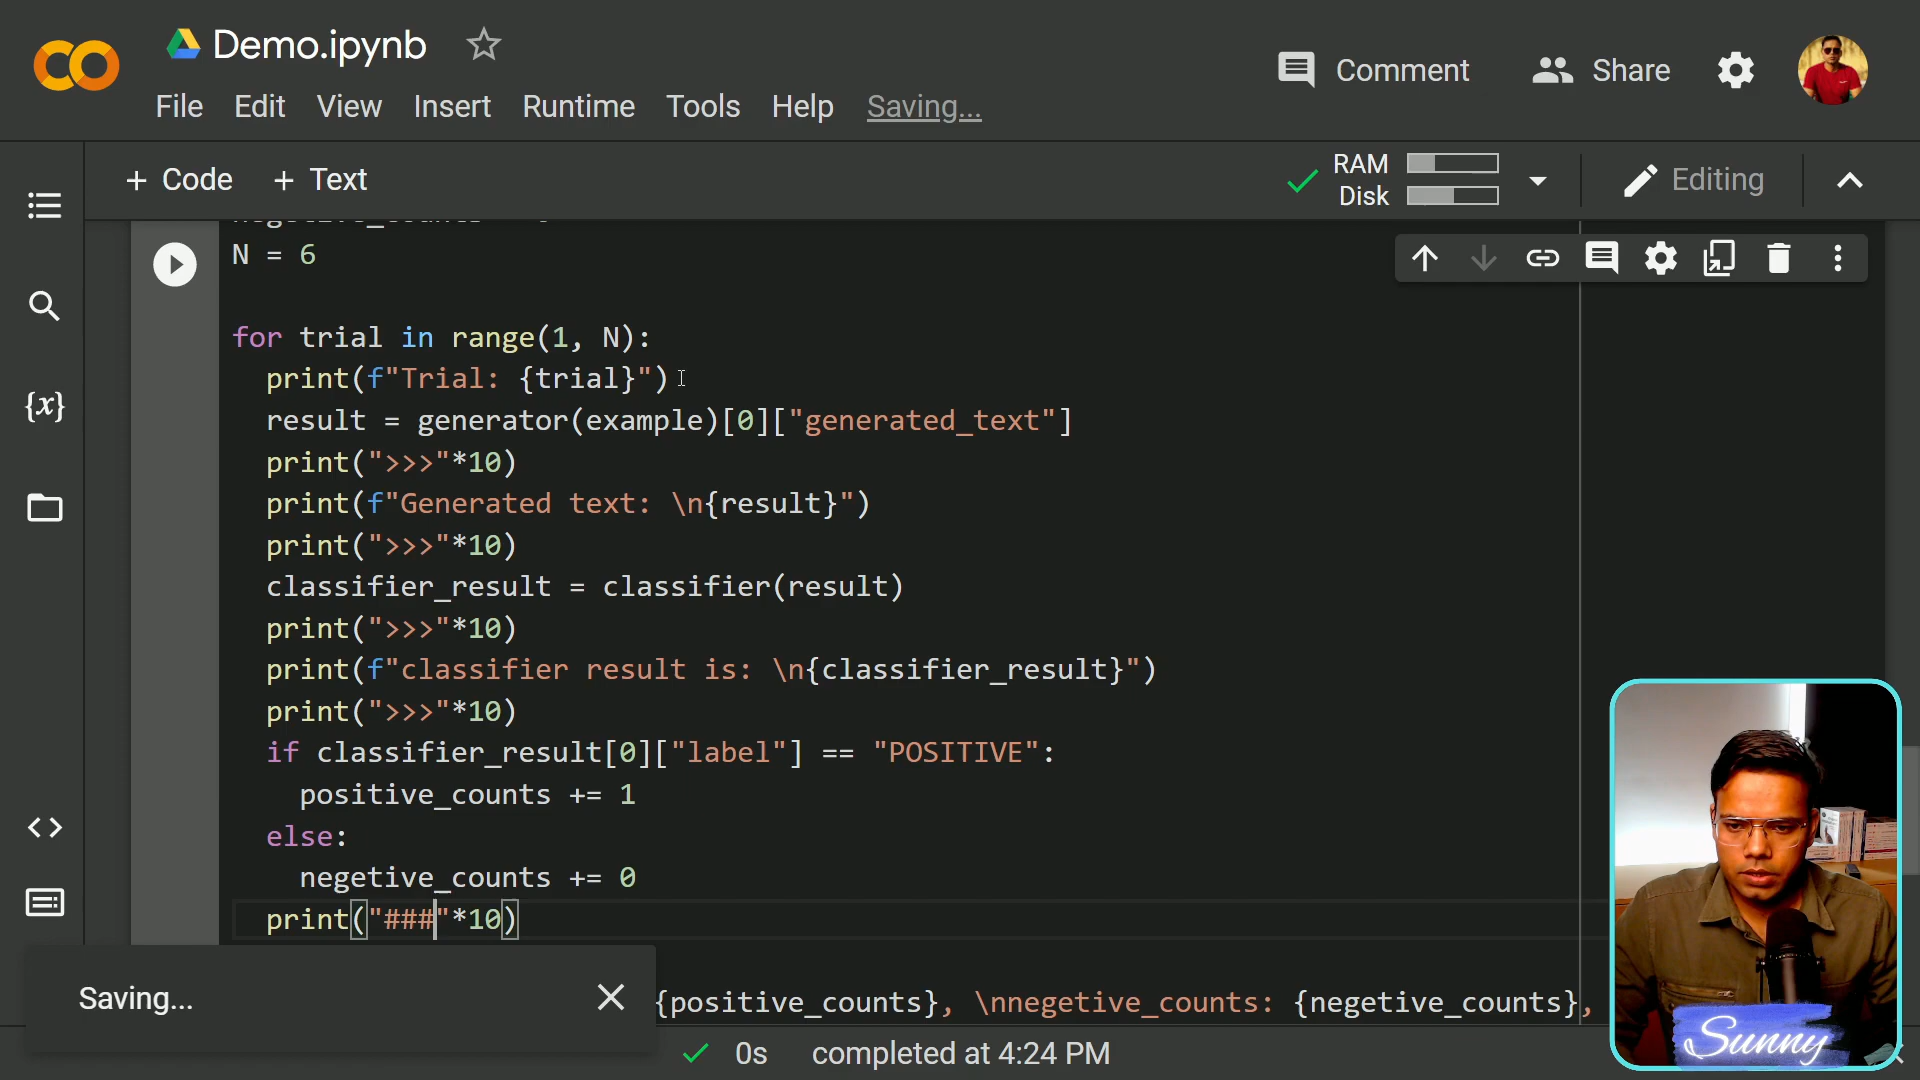 Demo.ipynb
Comment
Share
File Edit View Insert Runtime Tools Help Saving...
+ Code + Text
RAM
Disk
Editing
N = 6
for trial in range(1, N):
  print(f"Trial: {trial}")
  result = generator(example)[0]["generated_text"]
  print(">>>"*10)
  print(f"Generated text: \n{result}")
  print(">>>"*10)
  classifier_result = classifier(result)
  print(">>>"*10)
  print(f"classifier result is: \n{classifier_result}")
  print(">>>"*10)
  if classifier_result[0]["label"] == "POSITIVE":
    positive_counts += 1
  else:
    negetive_counts += 0
  print("###"*10)
Saving...
{positive_counts}, \nnegetive_counts: {negetive_counts},
0s completed at 4:24 PM
Sunny